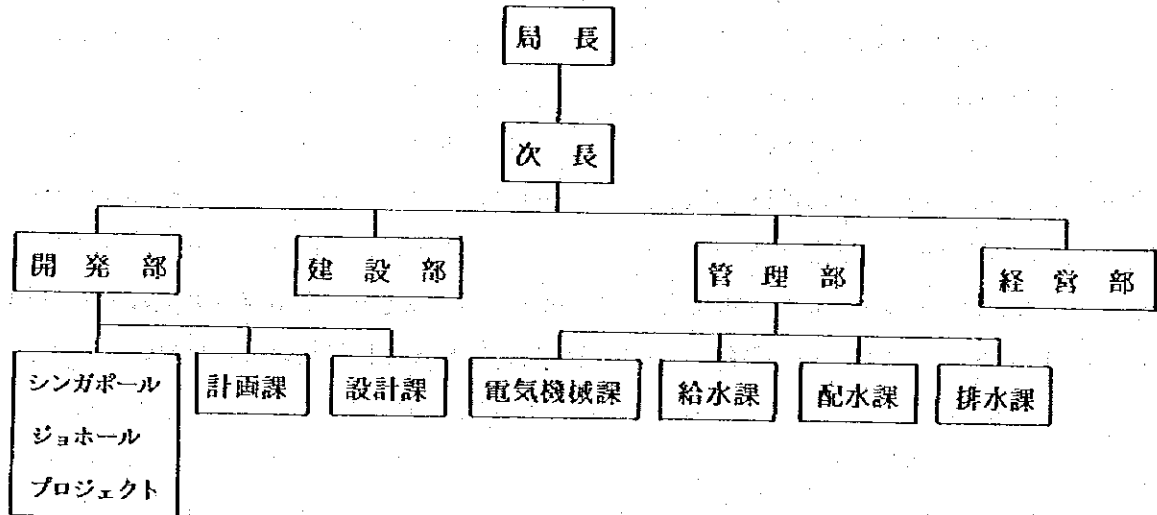 局 長
次 長
開 発 部
建 設 部
管 理 部
経 営 部
シンガポール
ジョホール
プロジェクト
計画課
設計課
電気機械課
給水課
配水課
排水課